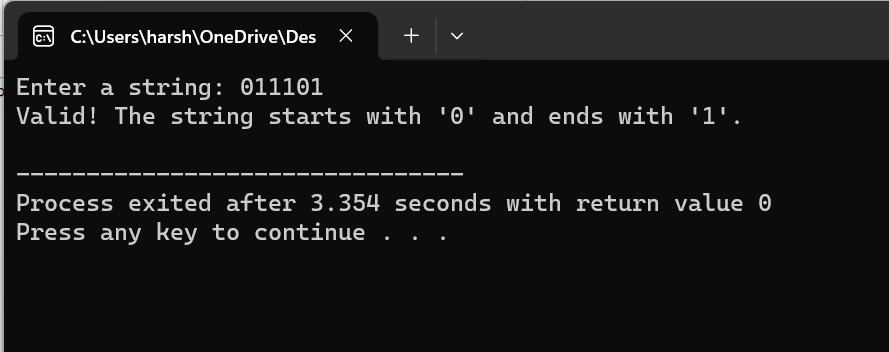 C:\Users\harsh\OneDrive\Des
Enter a string: 011101
Valid! The string starts with '0' and ends with '1'.
--------------------------------
Process exited after 3.354 seconds with return value 0
Press any key to continue . . .